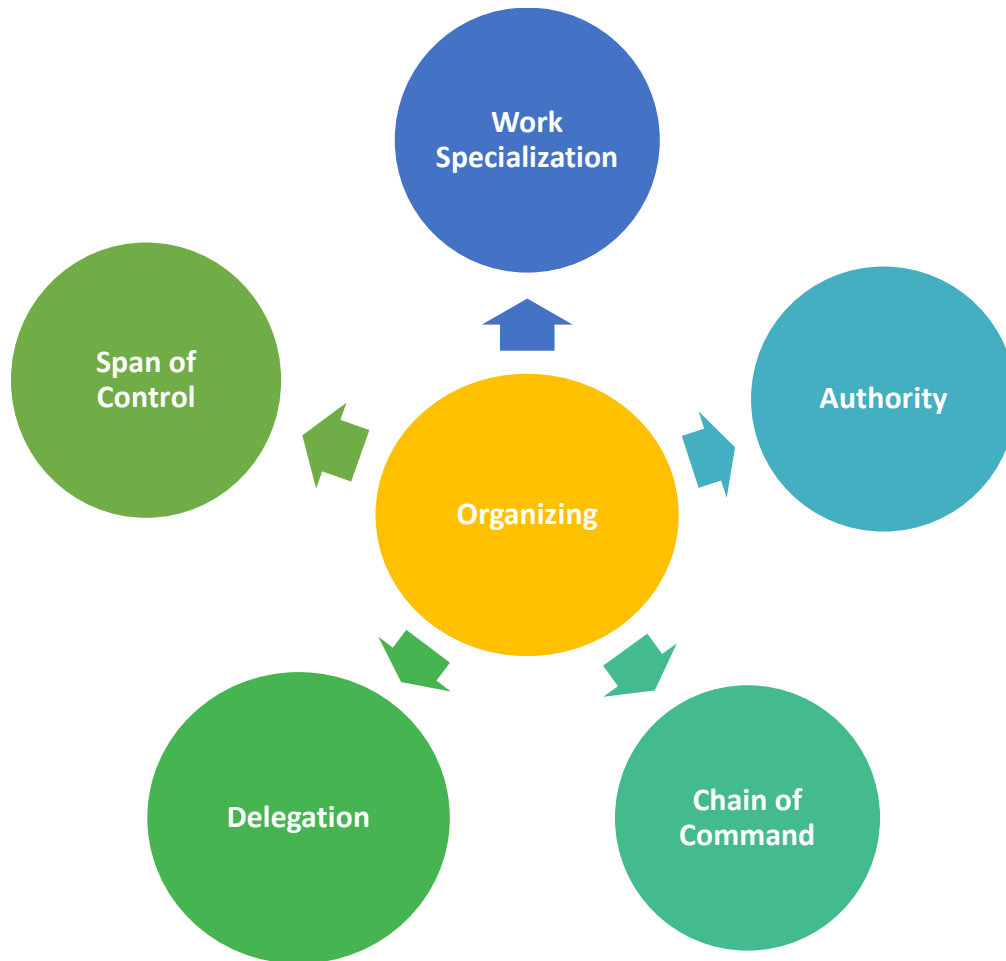 Work
Specialization
Authority
Chain of
Command
Delegation
Span of
Control
Organizing